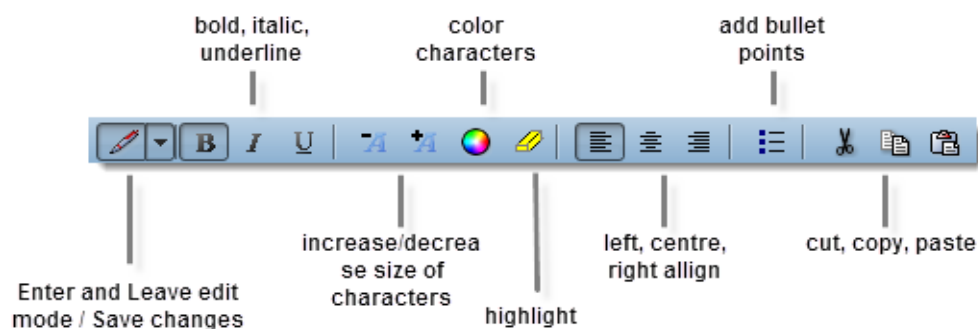 bold, italic,
underline
color
characters
add bullet
points
B I U A A
increase/decrea
se size of
characters
left, centre,
right allign
cut, copy, paste
Enter and Leave edit
mode / Save changes
highlight